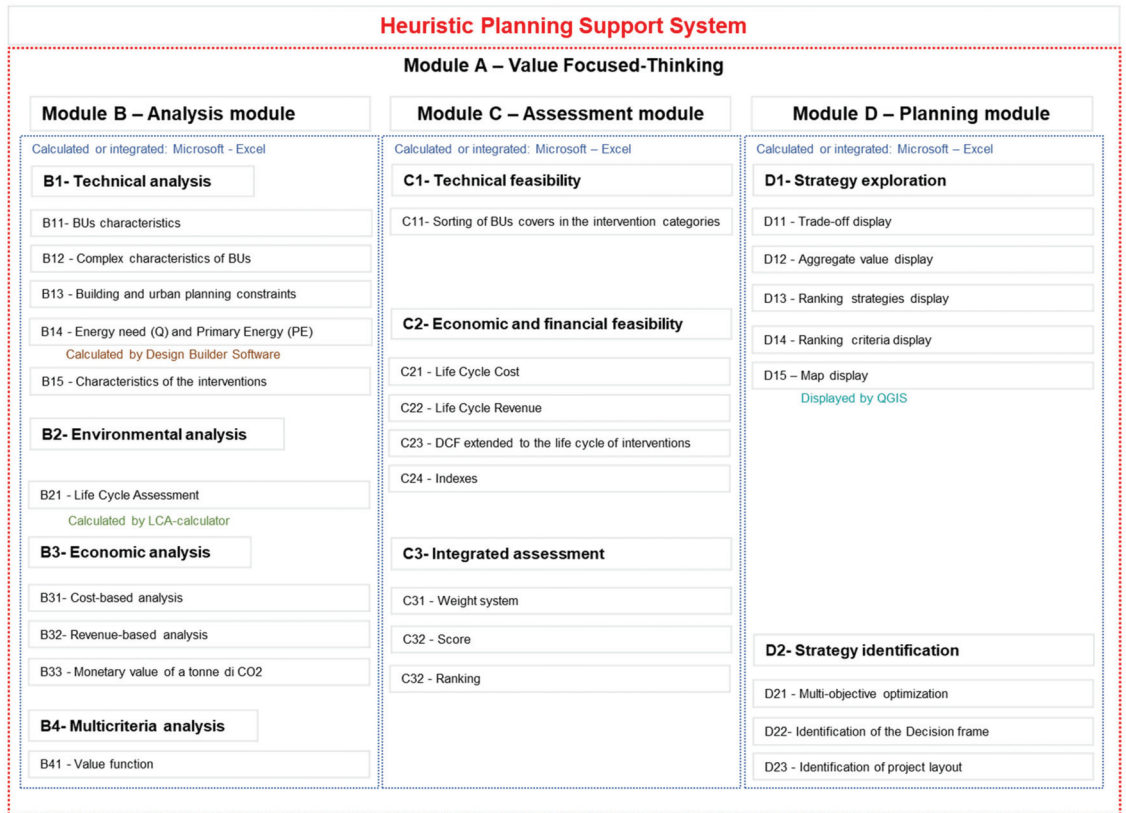 Heuristic Planning Support System
Module A – Value Focused-Thinking
Module B – Analysis module
Calculated or integrated: Microsoft - Excel
B1- Technical analysis
B11- BUs characteristics
B12 - Complex characteristics of BUs
B13 - Building and urban planning constraints
B14 - Energy need (Q) and Primary Energy (PE)
Calculated by Design Builder Software
B15 - Characteristics of the interventions
B2- Environmental analysis
B21 - Life Cycle Assessment
Calculated by LCA-calculator
B3- Economic analysis
B31- Cost-based analysis
B32- Revenue-based analysis
B33 - Monetary value of a tonne di CO2
B4- Multicriteria analysis
B41 - Value function
Module C – Assessment module
Calculated or integrated: Microsoft – Excel
C1- Technical feasibility
C11- Sorting of BUs covers in the intervention categories
C2- Economic and financial feasibility
C21 - Life Cycle Cost
C22 - Life Cycle Revenue
C23 - DCF extended to the life cycle of interventions
C24 - Indexes
C3- Integrated assessment
C31 - Weight system
C32 - Score
C32 - Ranking
Module D – Planning module
Calculated or integrated: Microsoft – Excel
D1- Strategy exploration
D11 - Trade-off display
D12 - Aggregate value display
D13 - Ranking strategies display
D14 - Ranking criteria display
D15 – Map display
Displayed by QGIS
D2- Strategy identification
D21 - Multi-objective optimization
D22- Identification of the Decision frame
D23 - Identification of project layout